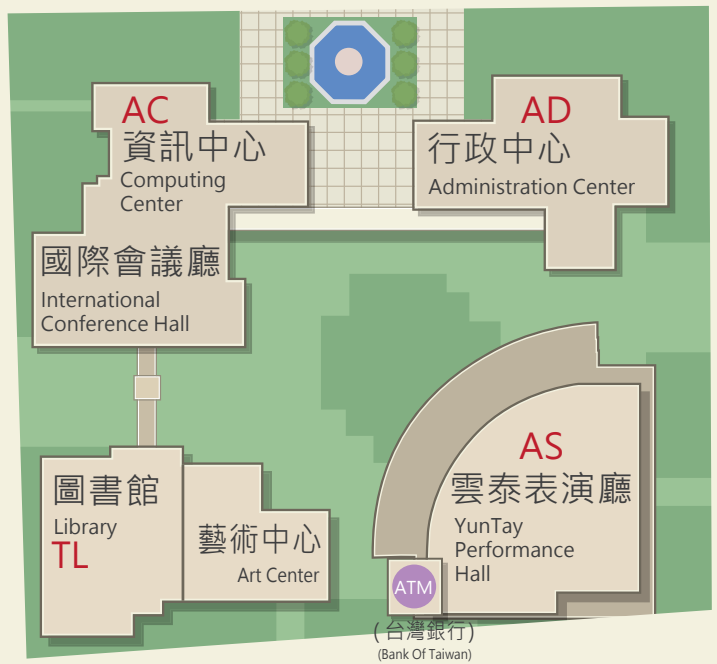 AC
資訊中心
Computing
Center
AD
行政中心
Administration Center
國際會議廳
International
Conference Hall
圖書館
Library
TL
藝術中心
Art Center
AS
雲泰表演廳
YunTay
Performance
Hall
ATM
(台灣銀行)
(Bank Of Taiwan)